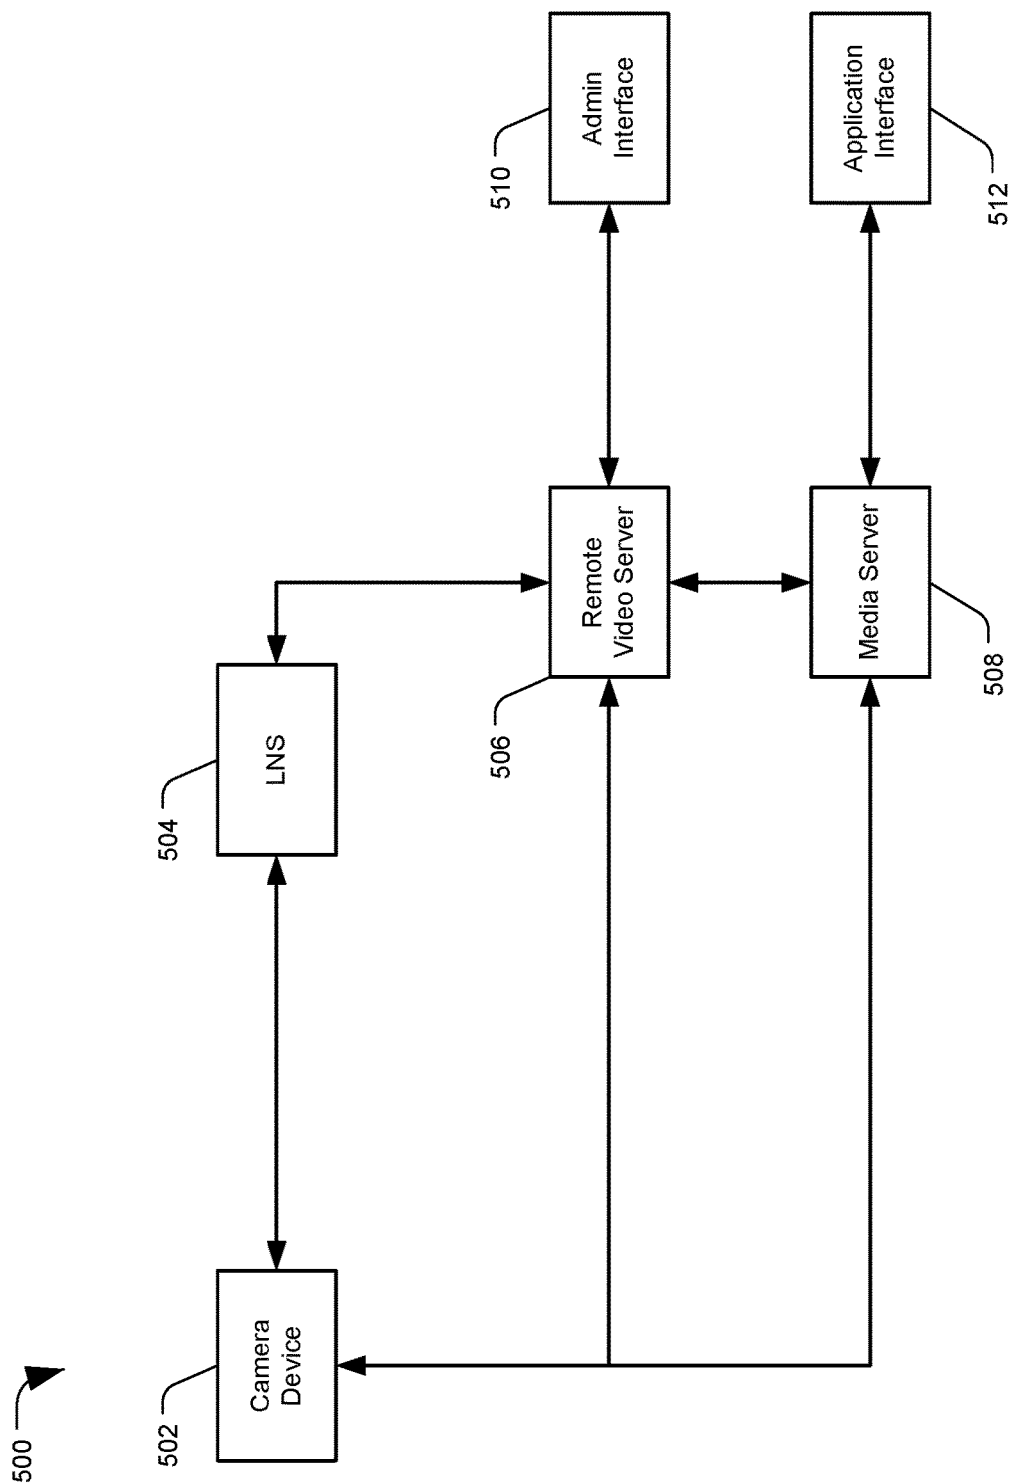 500
502
Camera
Device
504
LNS
506
Remote
Video Server
508
Media Server
510
Admin
Interface
512
Application
Interface